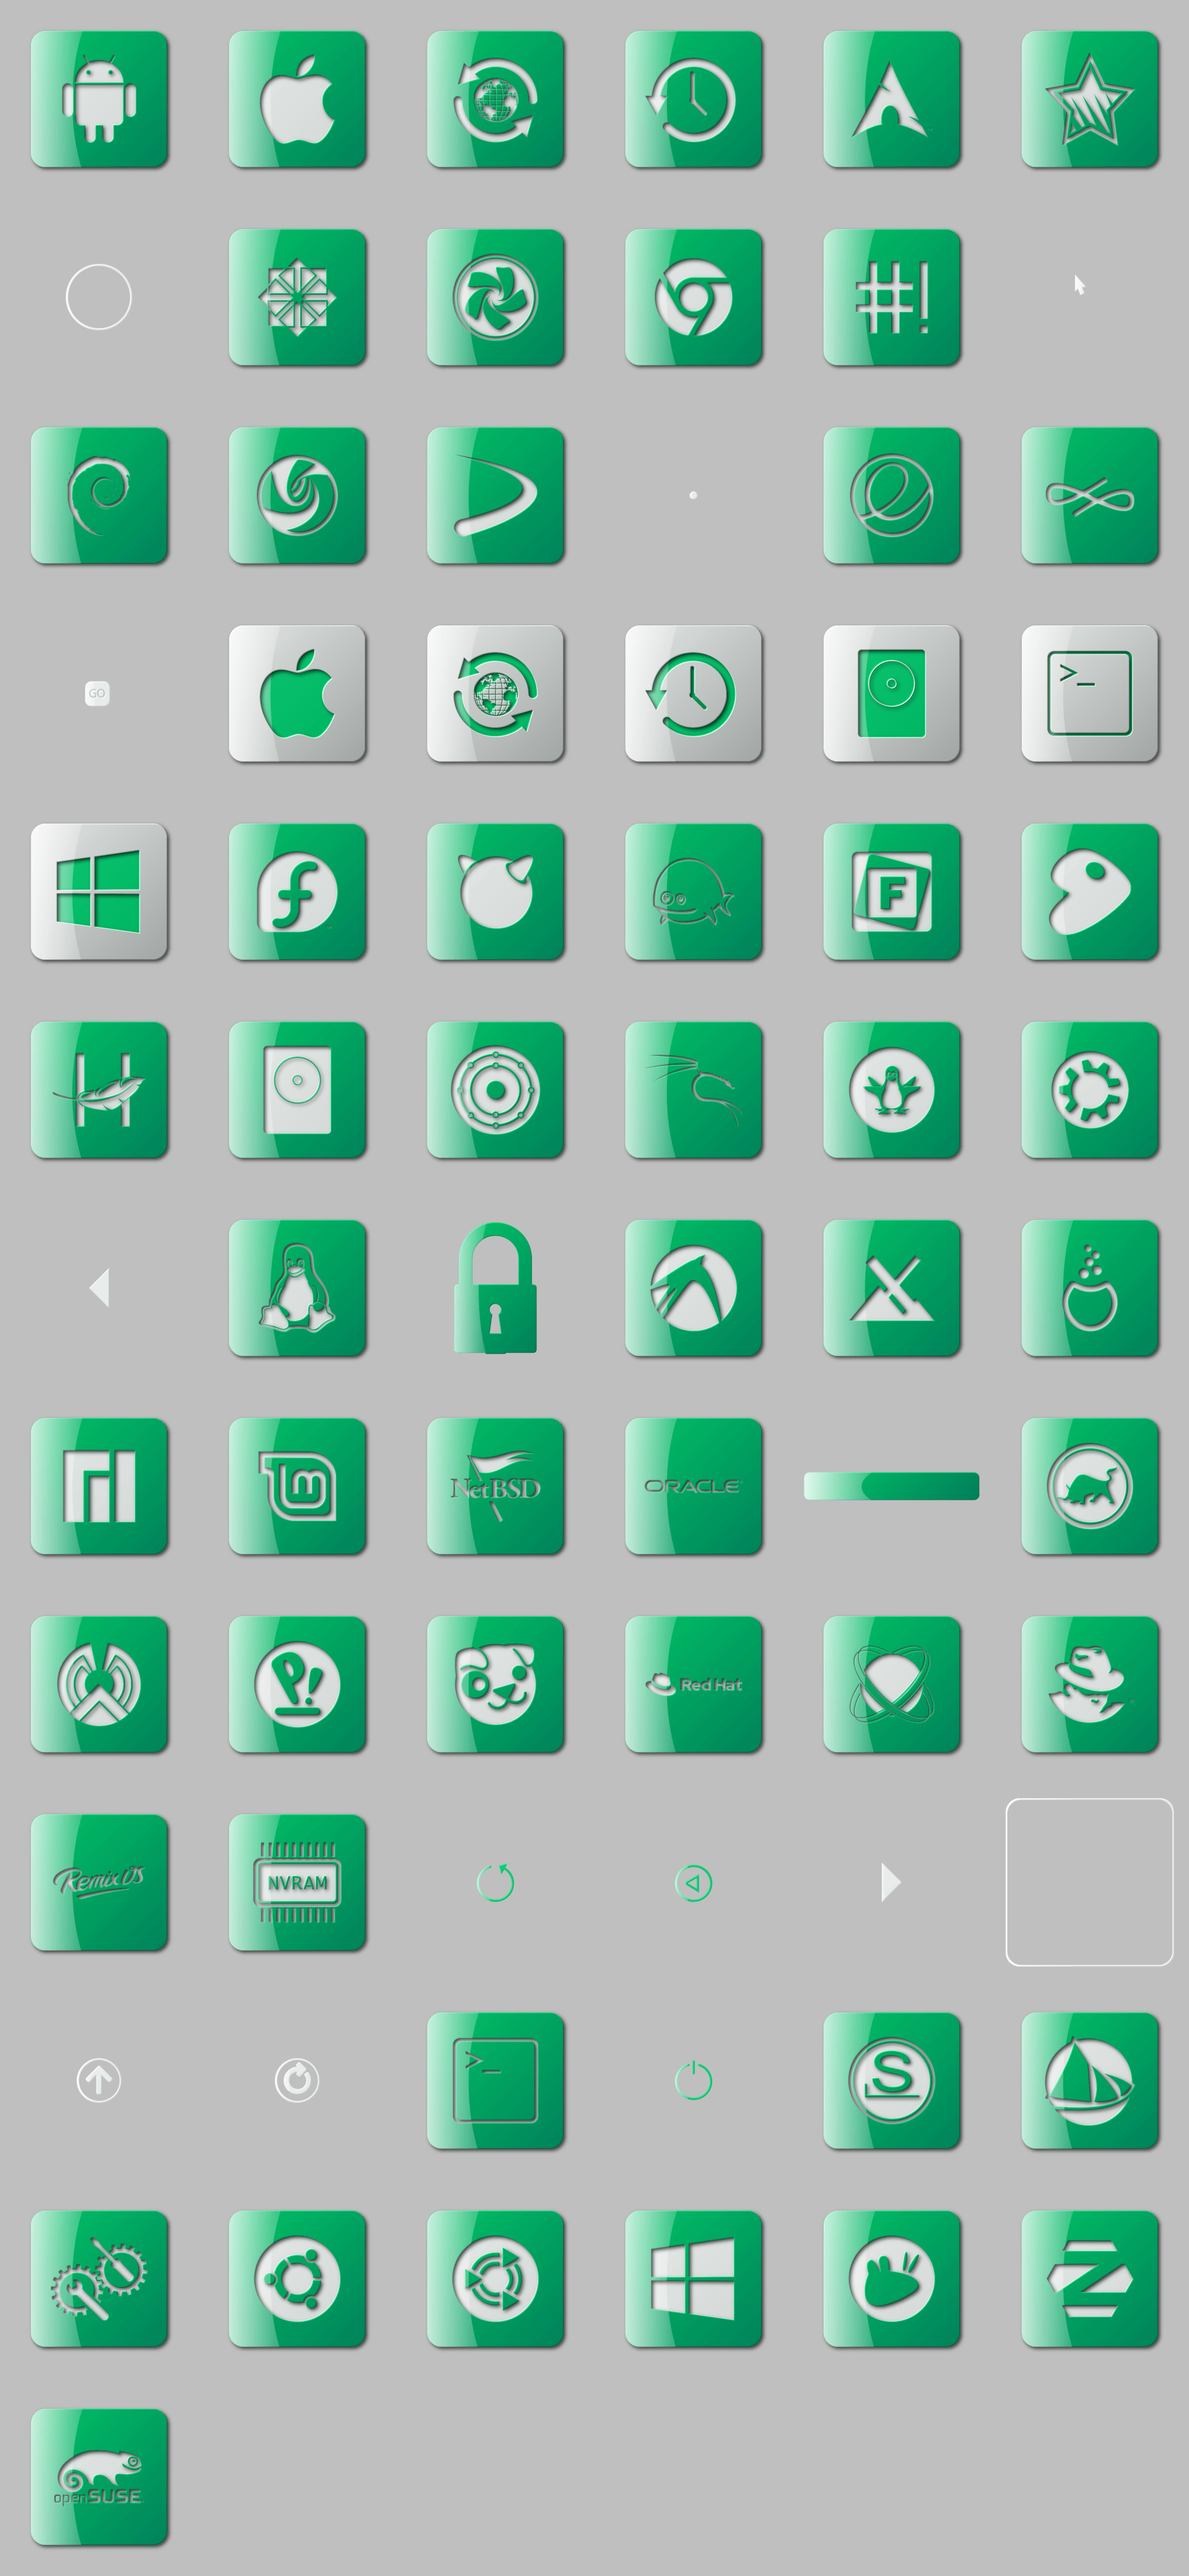 #!
GO
>_
F
NetBSD
ORACLE
P!
Red Hat
Remix OS
NVRAM
>_
S
Z
openSUSE